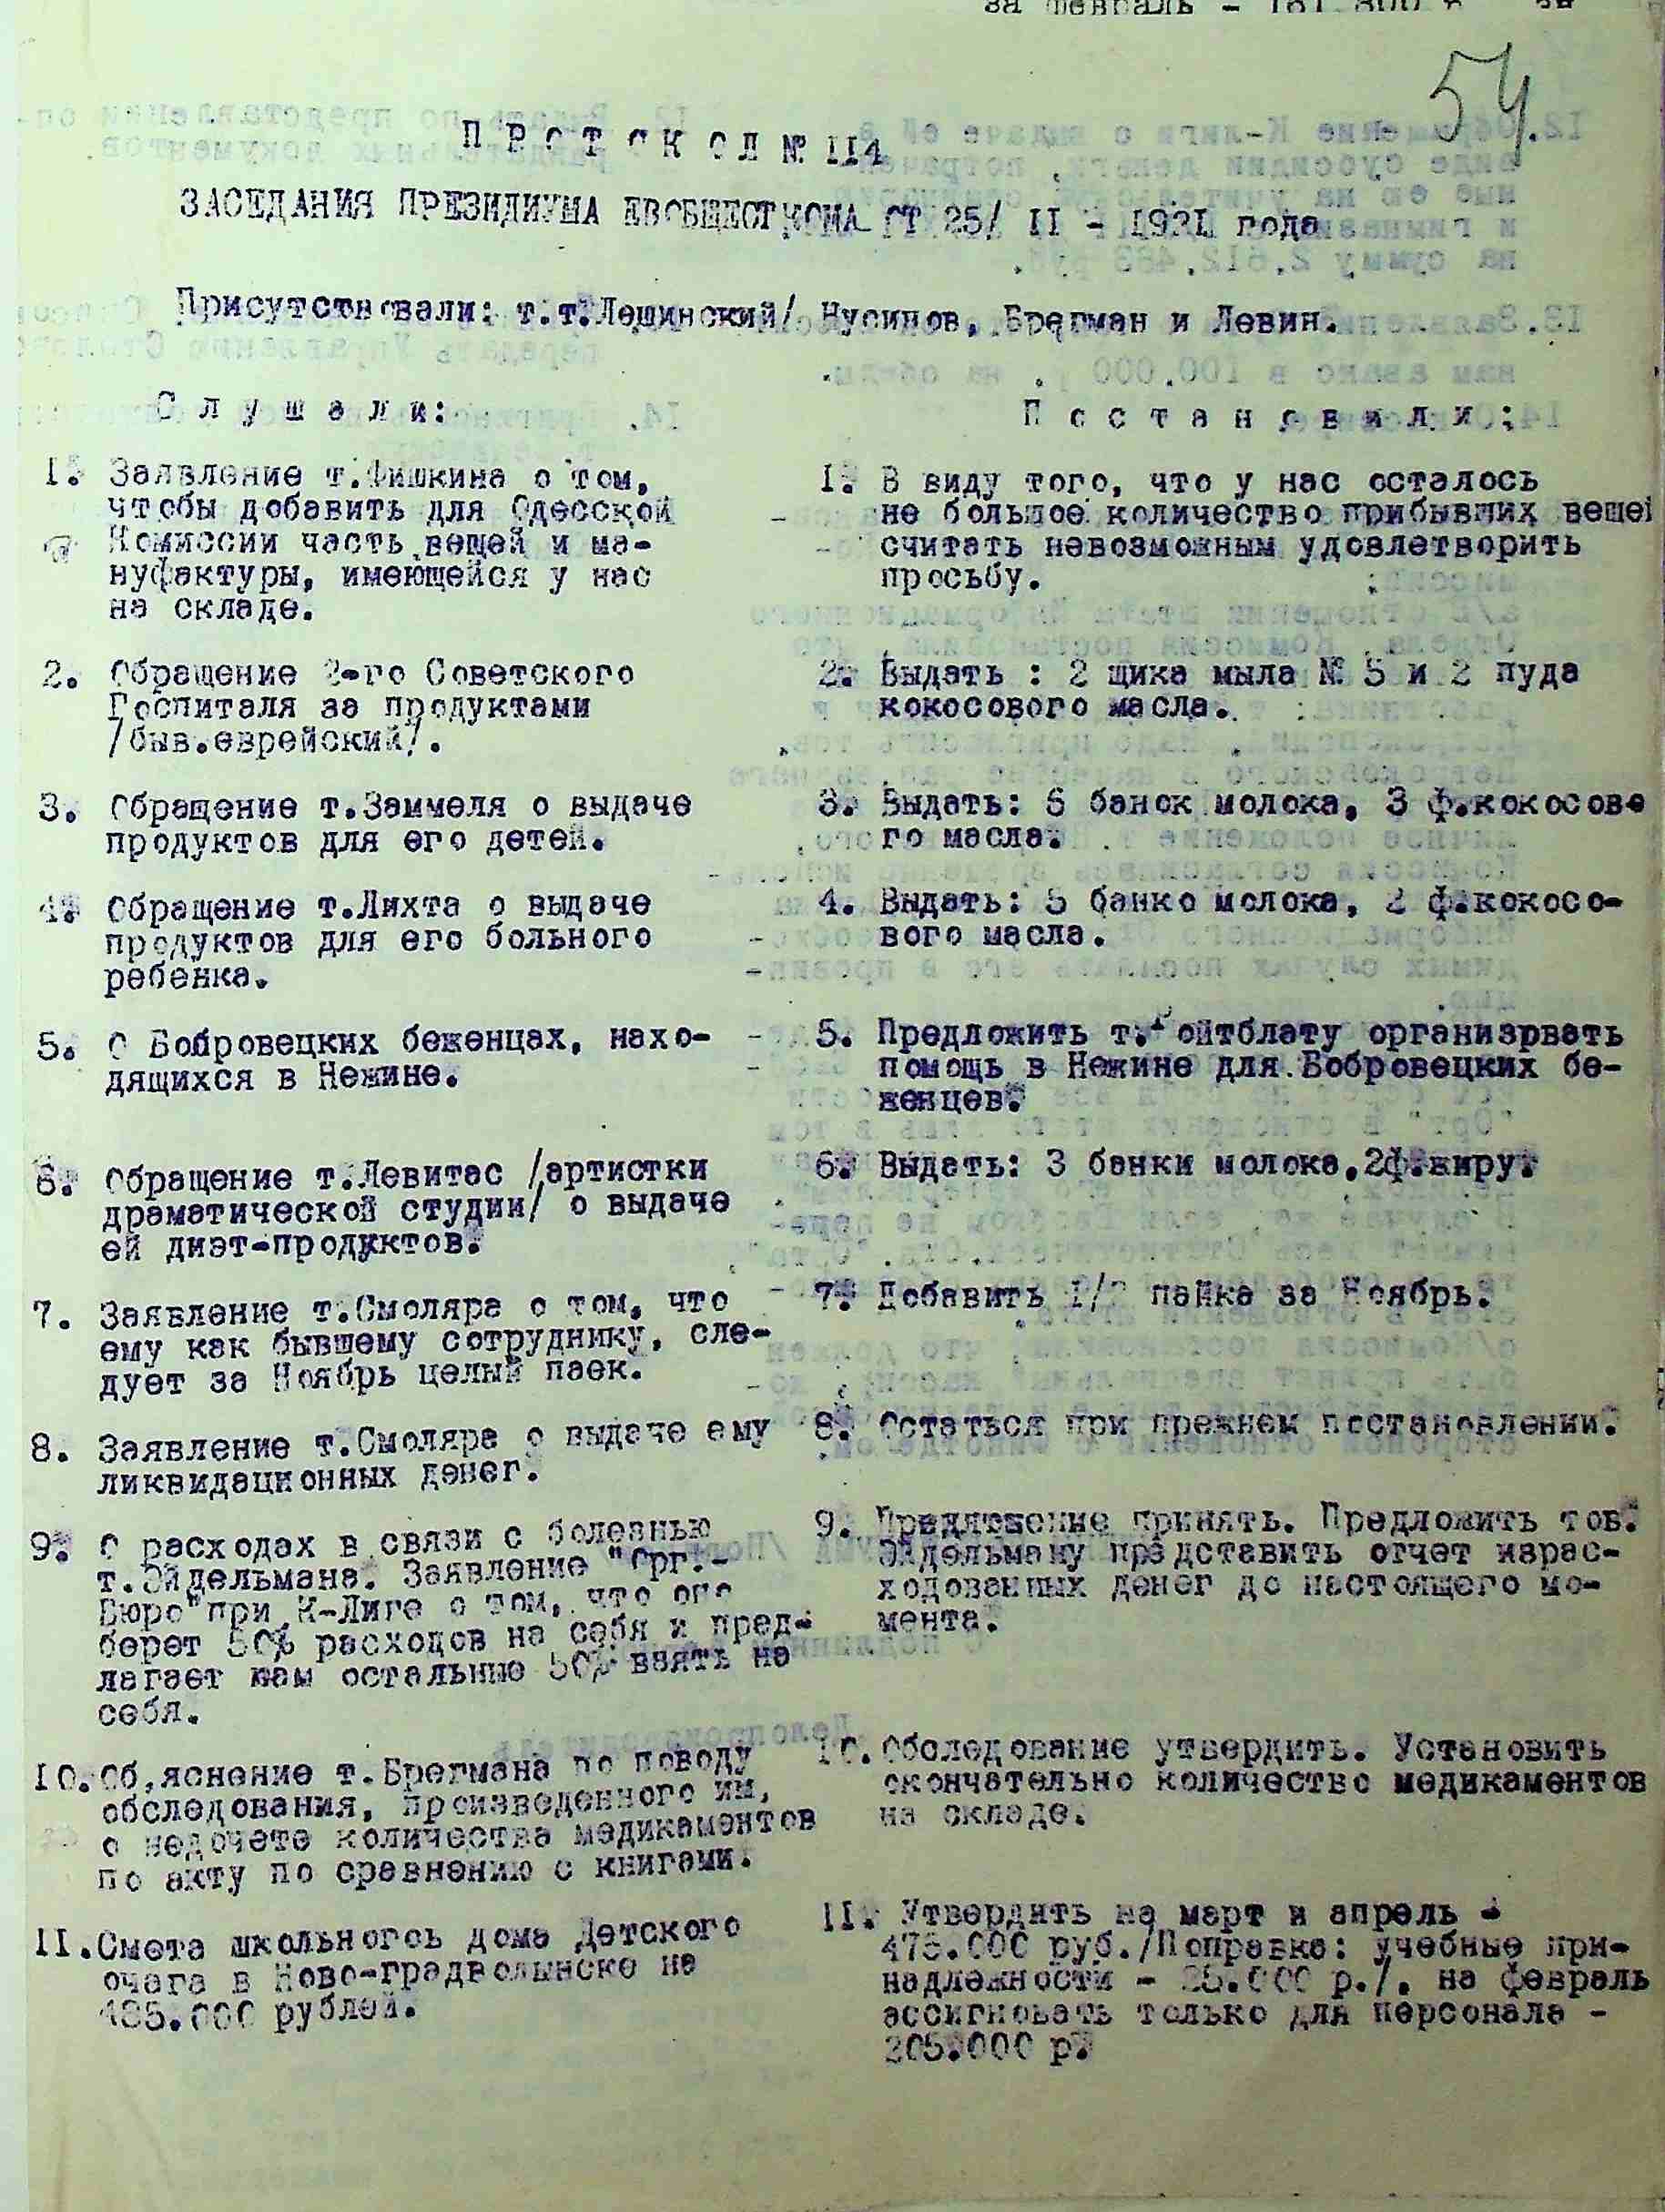 за февраль -
54
ПРОТОКОЛ № 114
ЗАСЕДАНИЯ ПРЕЗИДИУМА ЕВОБЩЕСТКОМА ОТ 25/ II - 1921 года
Присутствовали: т.т.Лещинский/ Нусинов, Брегман и Левин.
Слушали:
1. Заявление т.Фишкина о том,
чтобы добавить для Одесской
Комиссии часть вещей и ма-
нуфактуры, имеющейся у нас
на складе.
2. Обращение 2-го Советского
Госпиталя за продуктами
/быв.еврейский/.
3. Обращение т.Заммеля о выдаче
продуктов для его детей.
4. Обращение т.Лихта о выдаче
продуктов для его больного
ребенка.
5. О Бобровецких беженцах, нахо-
дящихся в Нежине.
6. Обращение т.Левитас /артистки
драматической студии/ о выдаче
ей диэт-продуктов.
7. Заявление т.Смоляра о том, что
ему как бывшему сотруднику, сле-
дует за Ноябрь целый паек.
8. Заявление т.Смоляра о выдаче ему
ликвидационных денег.
9. О расходах в связи с болезнью
т.Эйдельмана. Заявление "Орг.-
Бюро"при К-Лиге о том, что оно
берет 50% расходов на себя и пред-
лагает нам остальные 50% взять на
себя.
10. Об,яснение т.Брегмана по поводу
обследования, произведенного им,
о недочете количества медикаментов
по акту по сравнению с книгами.
11. Смета школьногось дома Детского
очага в Ново-градволынске на
рублей.
Постановили:
1. В виду того, что у нас осталось
не большое количество прибывших вещей
считать невозможным удовлетворить
просьбу.
2. Выдать : 2 щика мыла № 5 и 2 пуда
кокосового масла.
3. Выдать: банок молока, 3 ф.кокосово
го масла.
4. Выдать: 5 банко молока, 2 ф.кокосо-
вого масла.
5. Предложить т. ойтблату организрвать
помощь в Нежине для Бобровецких бе-
женцев.
6. Выдать: 3 банки молока,2ф.жиру.
7. Добавить 1/2 пайка за Ноябрь.
8. Остаться при прежнем постановлении.
9. Предложение принять. Предложить тов.
Эйдельману представить отчет израс-
ходованных денег до настоящего мо-
мента.
10. Обследование утвердить. Установить
окончательно количество медикаментов
на складе.
11. Утвердить на март и апрель -
руб./Поправка: учебные при-
надлежности - р./. на февраль
ассигновать только для персонала -
205.000 р.